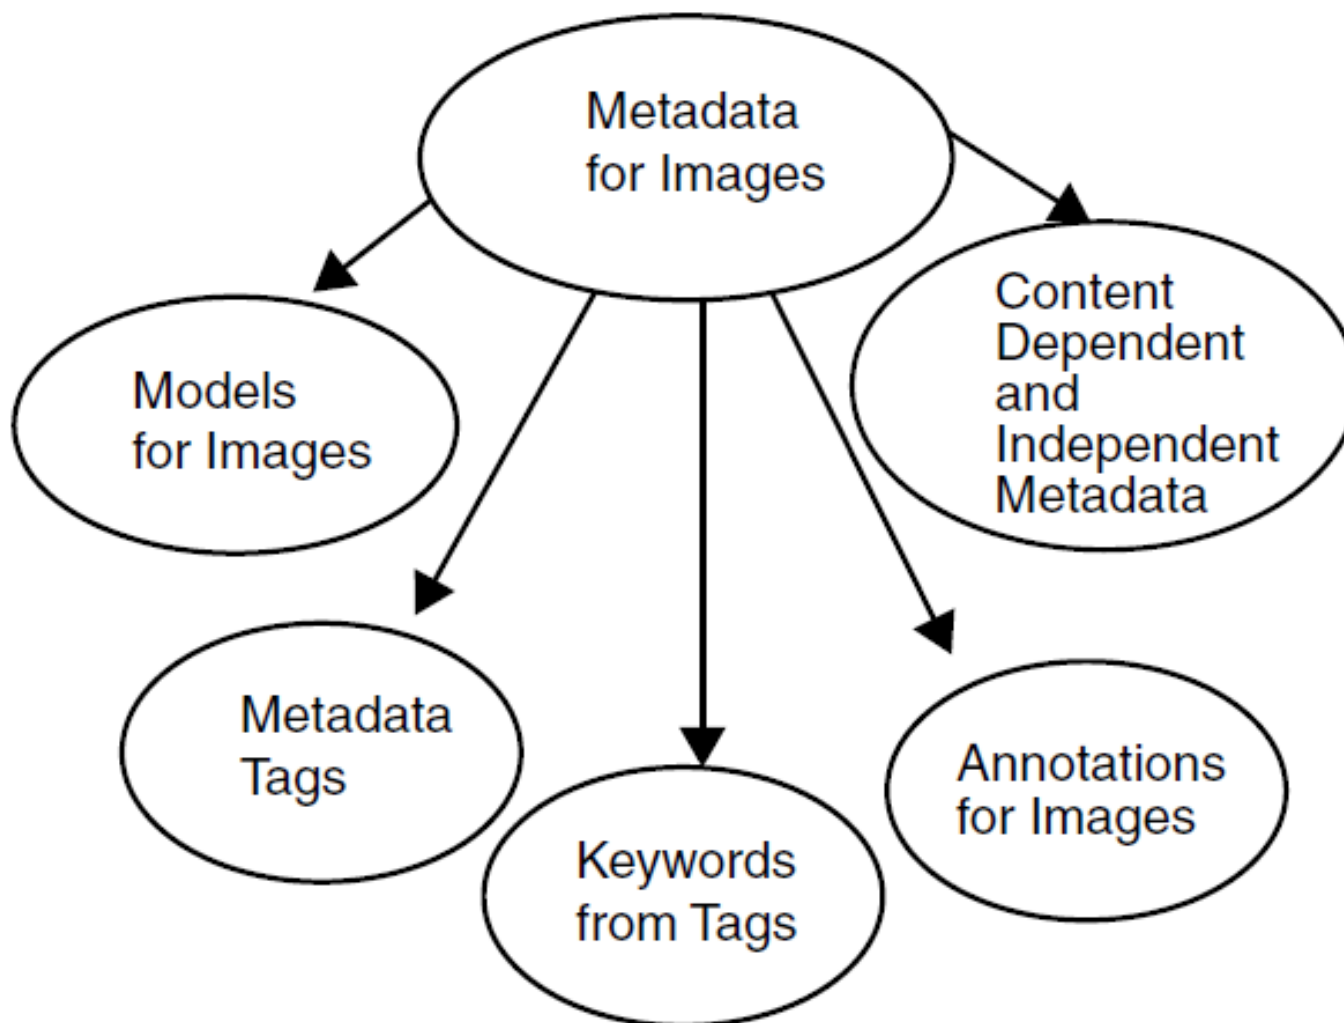 Metadata
for Images
Content
Dependent
and
Independent
Metadata
Models
for Images
Metadata
Tags
Annotations
for Images
Keywords
from Tags